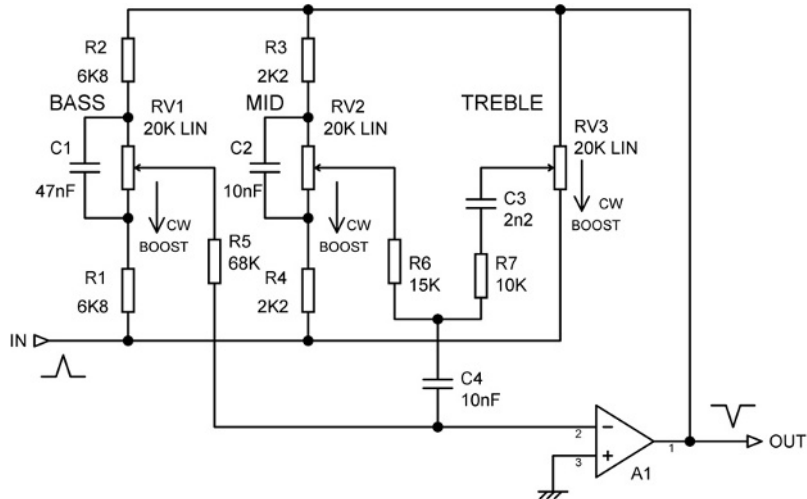 R2
6K8
BASS
C1
47nF
RV1
20K LIN
CW
BOOST
R1
6K8
R5
68K
R3
2K2
MID
C2
10nF
RV2
20K LIN
CW
BOOST
R4
2K2
R6
15K
TREBLE
C3
2n2
R7
10K
RV3
20K LIN
CW
BOOST
IN
C4
10nF
2
3
1
A1
OUT